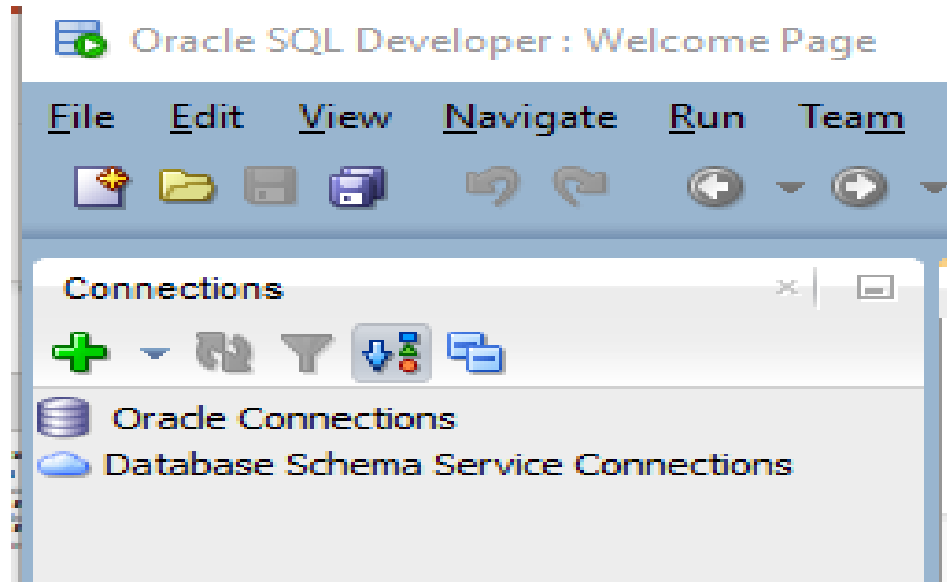 Oracle SQL Developer : Welcome Page
File Edit View Navigate Run Team
Connections
Oracle Connections
Database Schema Service Connections